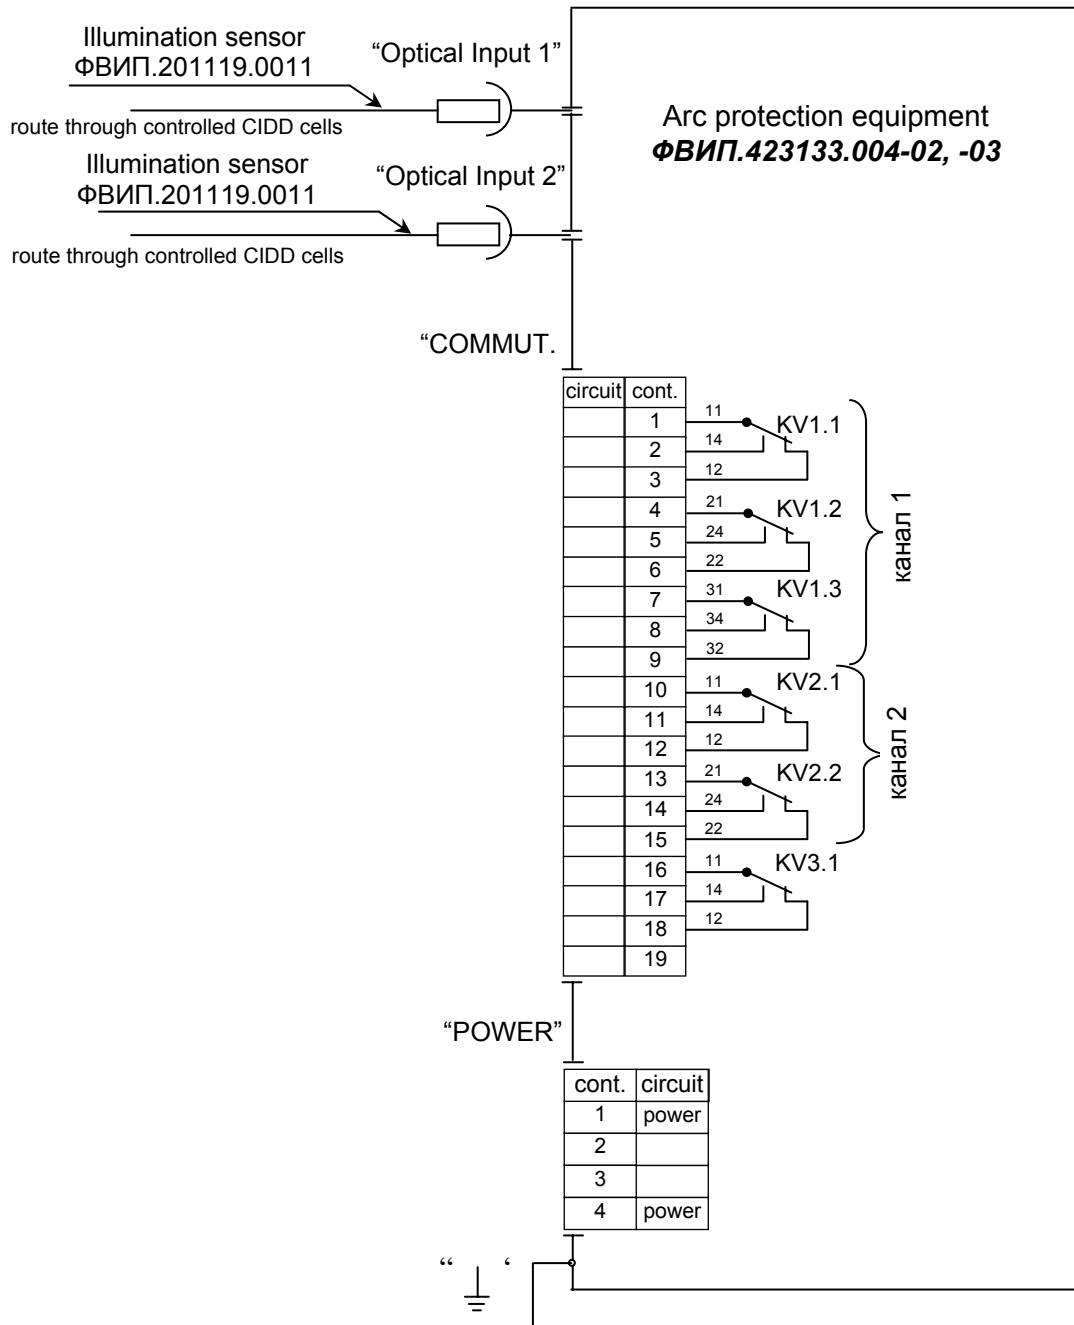 Illumination sensor
ФВИП.201119.0011
“Optical Input 1”
route through controlled CIDD cells
Arc protection equipment
ФВИП.423133.004-02, -03
Illumination sensor
ФВИП.201119.0011
“Optical Input 2”
route through controlled CIDD cells
“COMMUT.
circuit cont.
1 11 KV1.1
2 14
3 12
4 21 KV1.2
5 24
6 22
7 31 KV1.3
8 34
9 32
канал 1
10 11 KV2.1
11 14
12 12
13 21 KV2.2
14 24
15 22
канал 2
16 11 KV3.1
17 14
18 12
19
“POWER”
cont. circuit
1 power
2
3
4 power
“ ‘